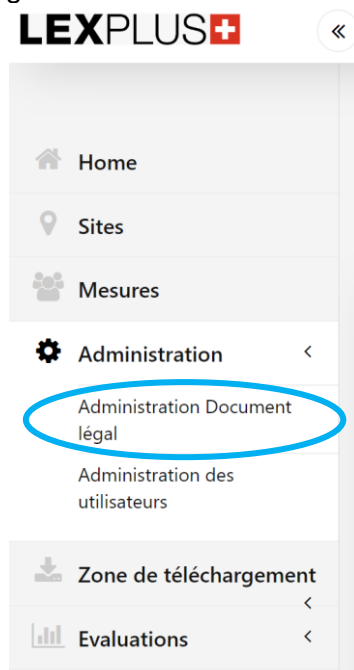 LEXPLUS
Home
Sites
Mesures
Administration
Administration Document
légal
Administration des
utilisateurs
Zone de téléchargement
Evaluations